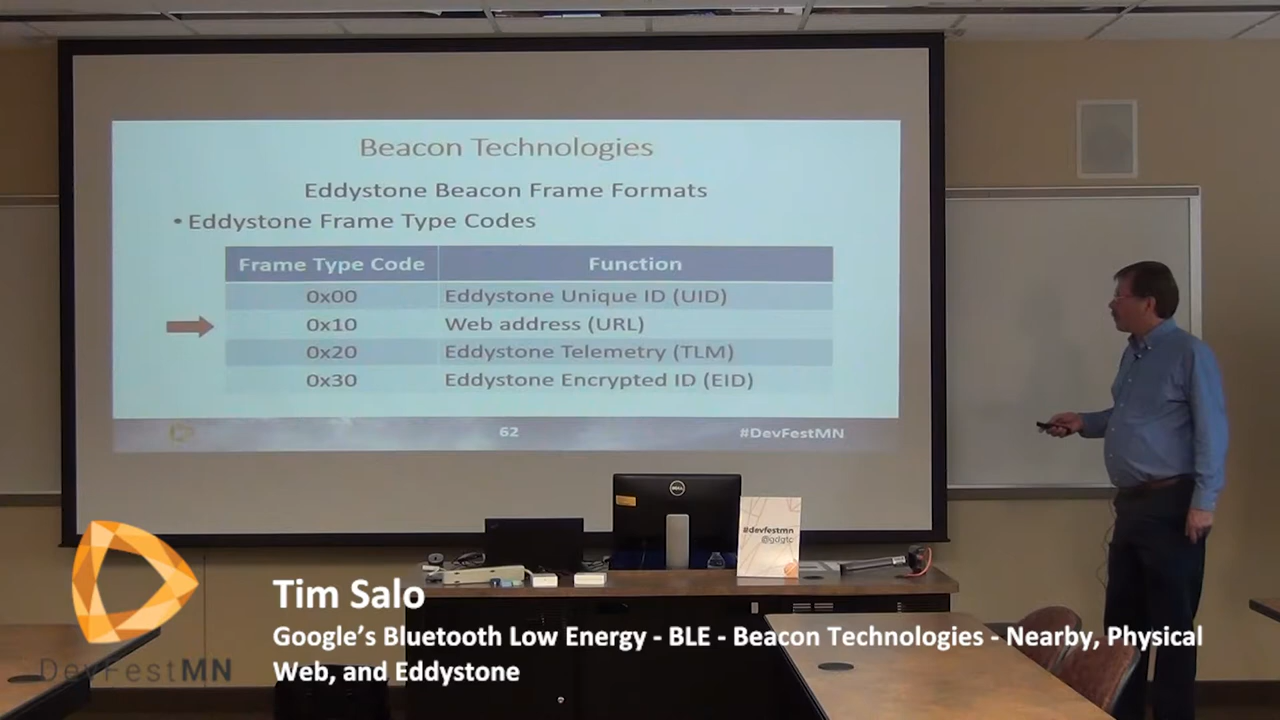 Beacon Technologies
Eddystone Beacon Frame Formats
• Eddystone Frame Type Codes
Frame Type Code Function
0x00 Eddystone Unique ID (UID)
0x10 Web address (URL)
0x20 Eddystone Telemetry (TLM)
0x30 Eddystone Encrypted ID (EID)
62 #DevFestMN
DELL
#devfestmn
@gdgtc
Tim Salo
Google's Bluetooth Low Energy - BLE - Beacon Technologies - Nearby, Physical
Web, and Eddystone
DevFestMN